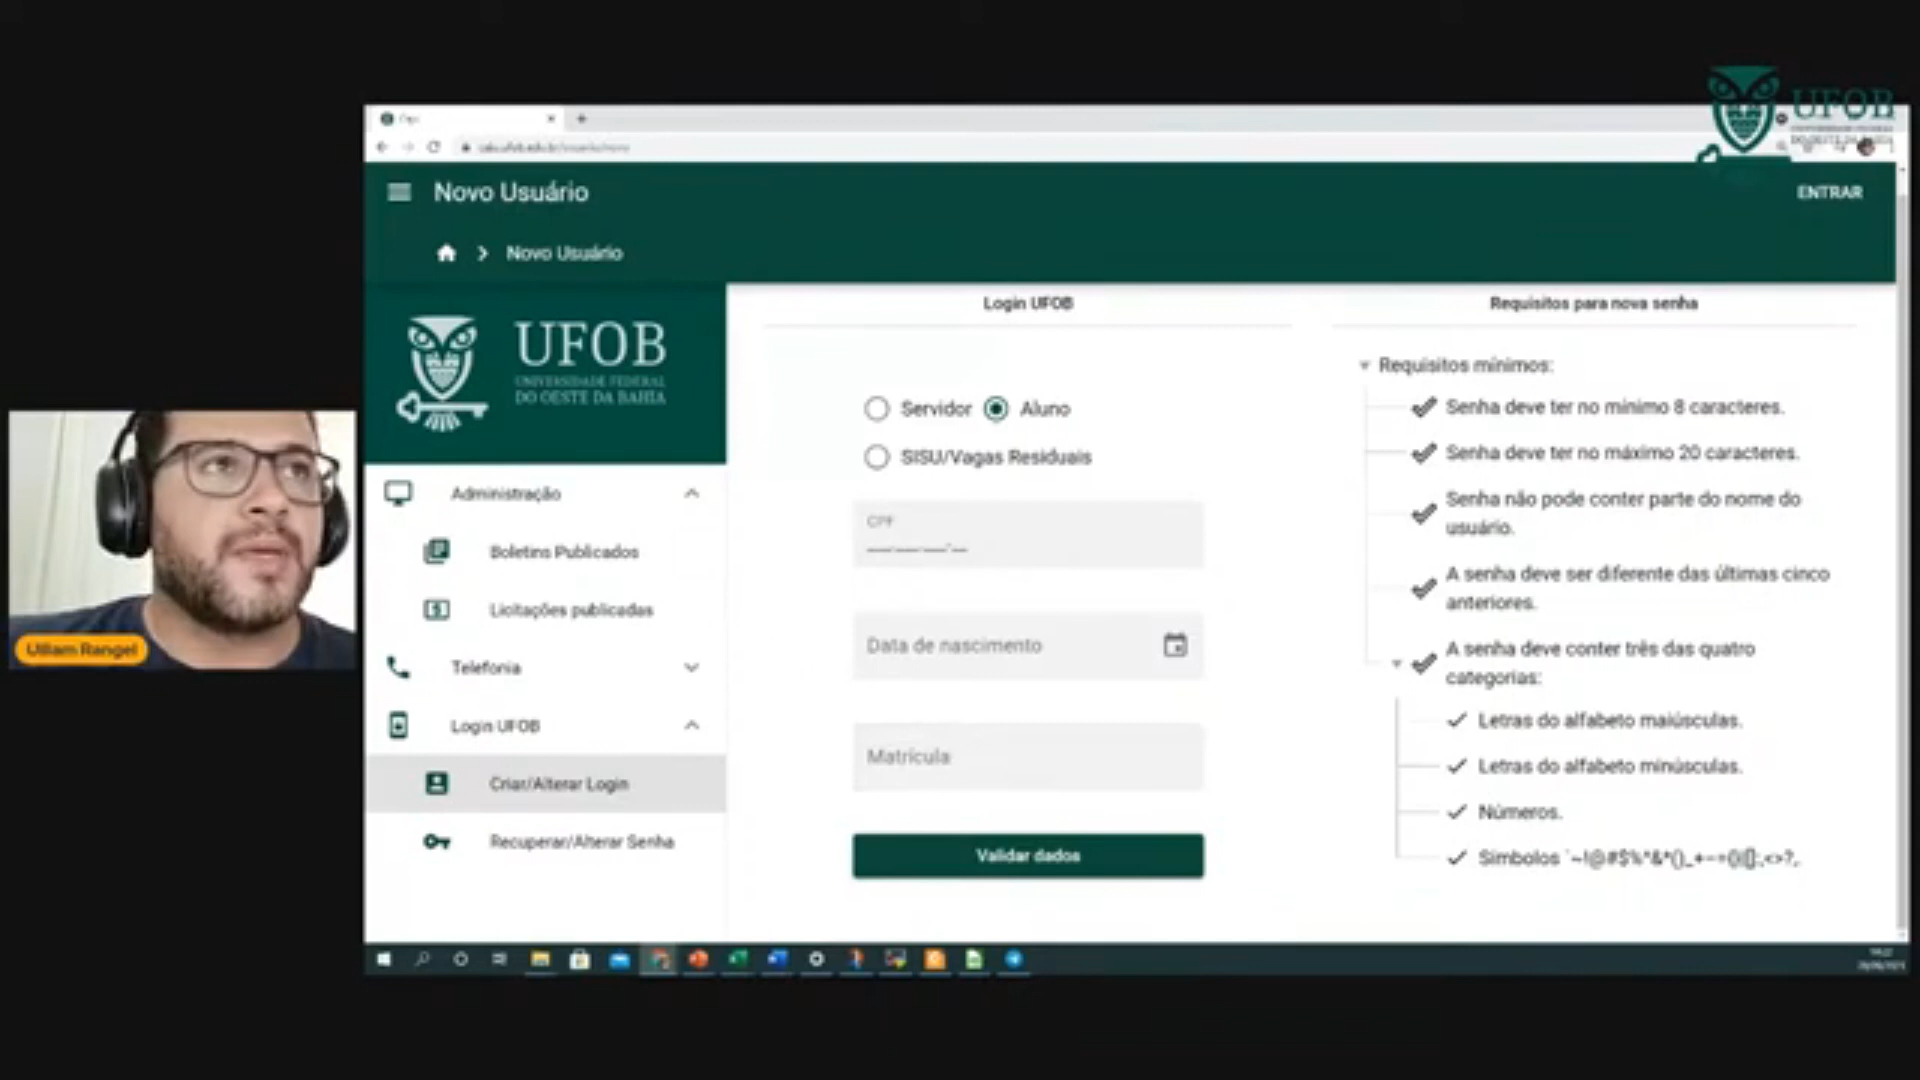 UFOB
Novo Usuário
ENTRAR
Novo Usuário
UFOB
UNIVERSIDADE FEDERAL
DO OESTE DA BAHIA
Administração
Boletins Publicados
Licitações publicadas
Telefonia
Login UFOB
Criar/Alterar Login
Recuperar/Alterar Senha
Login UFOB
Servidor
Aluno
SISU/Vagas Residuais
CPF
Data de nascimento
Matrícula
Validar dados
Requisitos para nova senha
Requisitos mínimos:
Senha deve ter no mínimo 8 caracteres.
Senha deve ter no máximo 20 caracteres.
Senha não pode conter parte do nome do
usuário.
A senha deve ser diferente das últimas cinco
anteriores.
A senha deve conter três das quatro
categorias:
Letras do alfabeto maiúsculas.
Letras do alfabeto minúsculas.
Números.
Símbolos
Uiliam Rangel